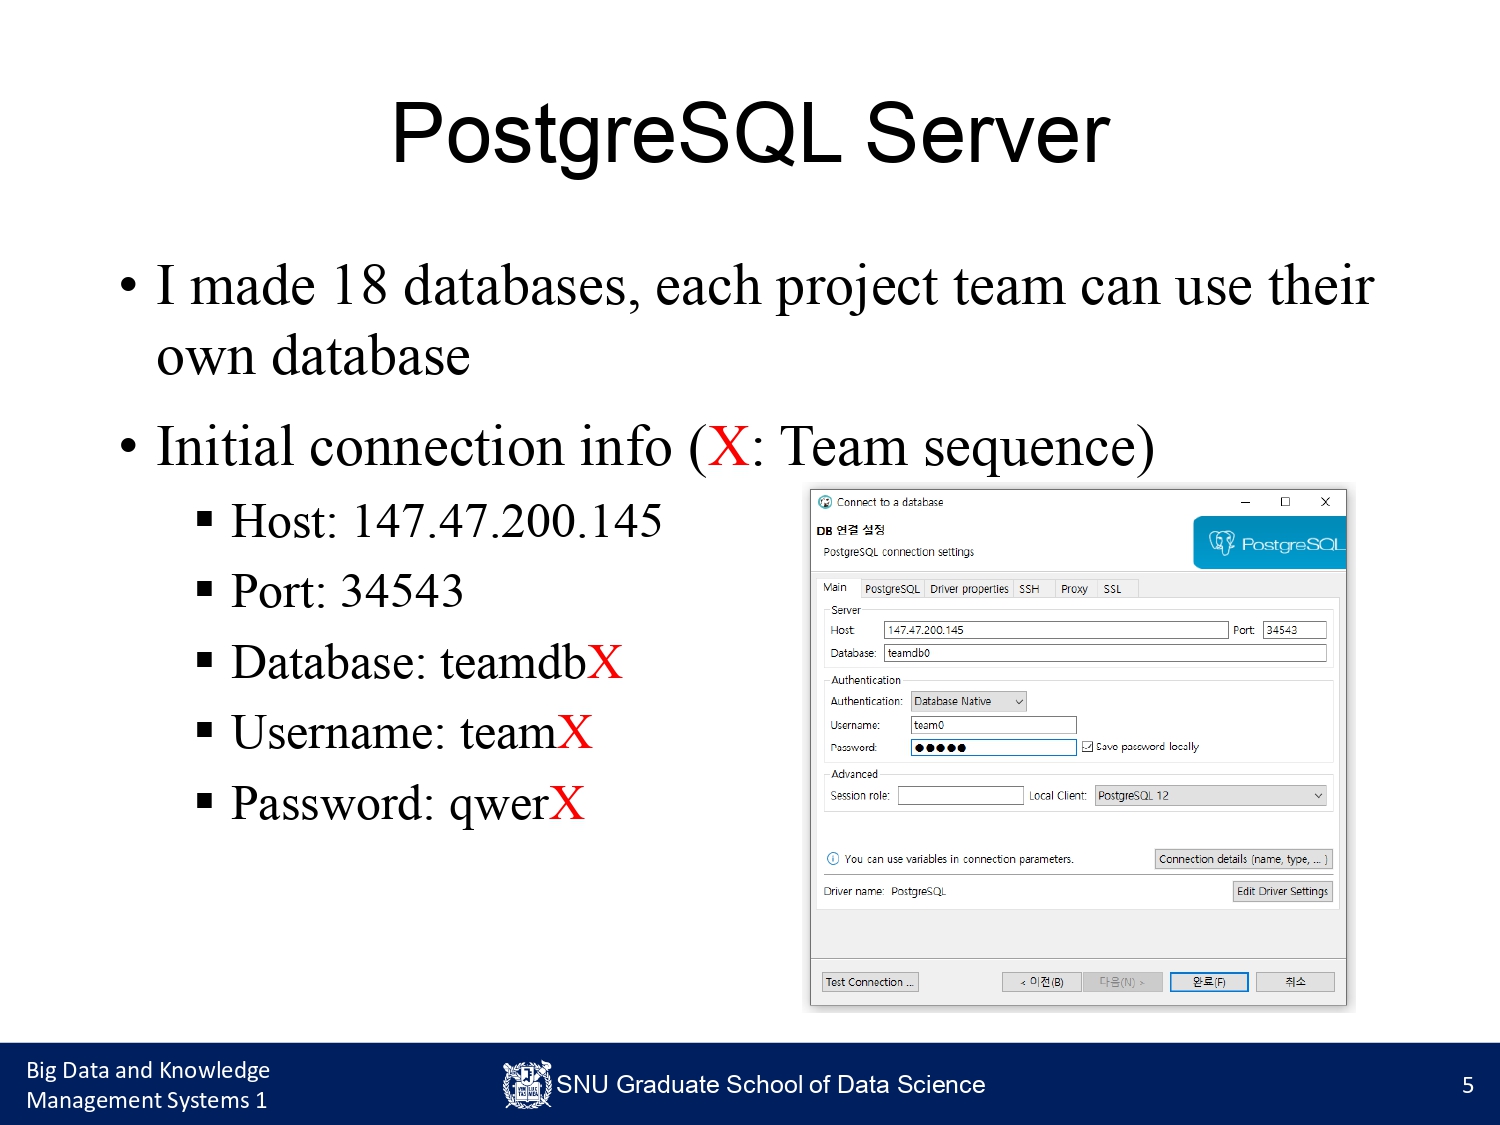 PostgreSQL Server
• I made 18 databases, each project team can use their
own database
• Initial connection info (X: Team sequence)
▪ Host: 147.47.200.145
▪ Port: 34543
▪ Database: teamdbX
▪ Username: teamX
▪ Password: qwerX
Connect to a database
DB 연결 설정
PostgreSQL connection settings
PostgreSQL
Main PostgreSQL Driver properties SSH Proxy SSL
Server
Host: 147.47.200.145 Port: 34543
Database: teamdb0
Authentication
Authentication: Database Native
Username: team0
Password: ●●●●● Save password locally
Advanced
Session role: Local Client: PostgreSQL 12
You can use variables in connection parameters. Connection details (name, type, ... )
Driver name: PostgreSQL Edit Driver Settings
Test Connection ... < 이전(B) 다음(N) > 완료(F) 취소
Big Data and Knowledge
Management Systems 1
SNU Graduate School of Data Science
5